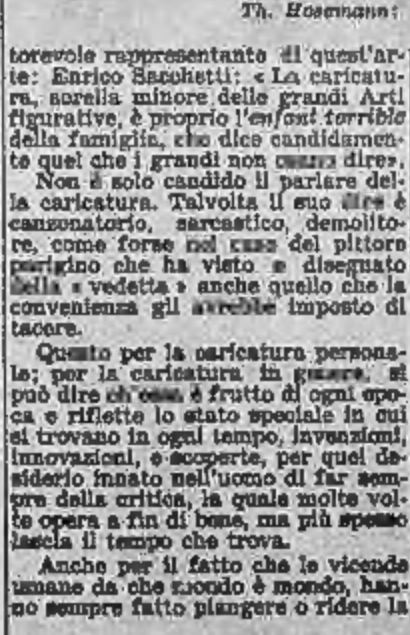 Th. Hosemann:
torevole rappresentante di quest'ar-
te: Enrico Sacchetti: « La caricatu-
ra, sorella minore delle grandi Arti
figurative, è proprio l'enfant terrible
della famiglia, che dice candidamen-
te quel che i grandi non osano dire».
Non è solo candido il parlare del-
la caricatura. Talvolta il suo dire è
canzonatorio, sarcastico, demolito-
re, come forse nel caso del pittore
parigino che ha visto e disegnato
della « vedetta » anche quello che la
convenienza gli avrebbe imposto di
tacere.
Questo per la caricatura persona-
le; per la caricatura in genere, si
può dire è frutto di ogni epo-
ca e riflette lo stato speciale in cui
si trovano in ogni tempo, invenzioni,
innovazioni, e scoperte, per quel de-
siderio innato nell'uomo di far sem-
pre della critica, la quale molte vol-
te opera a fin di bene, ma più spesso
lascia il tempo che trova.
Anche per il fatto che le vicende
umane da che mondo è mondo, han-
no sempre fatto piangere o ridere la